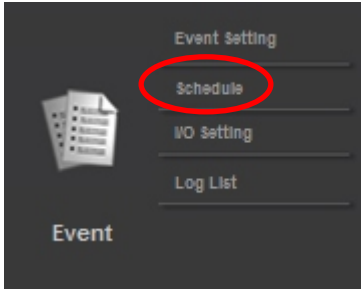 Event Setting
Schedule
I/O Setting
Log List
Event